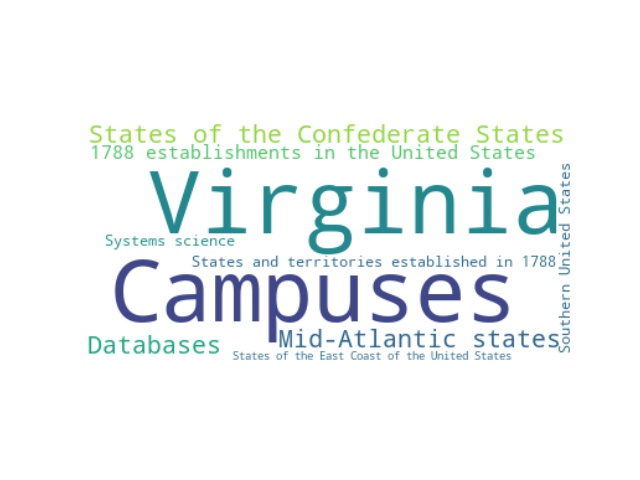 States of the Confederate States
1788 establishments in the United States
Virginia
Southern United States
Systems science
States and territories established in 1788
Campuses
Mid-Atlantic states
Databases
States of the East Coast of the United States